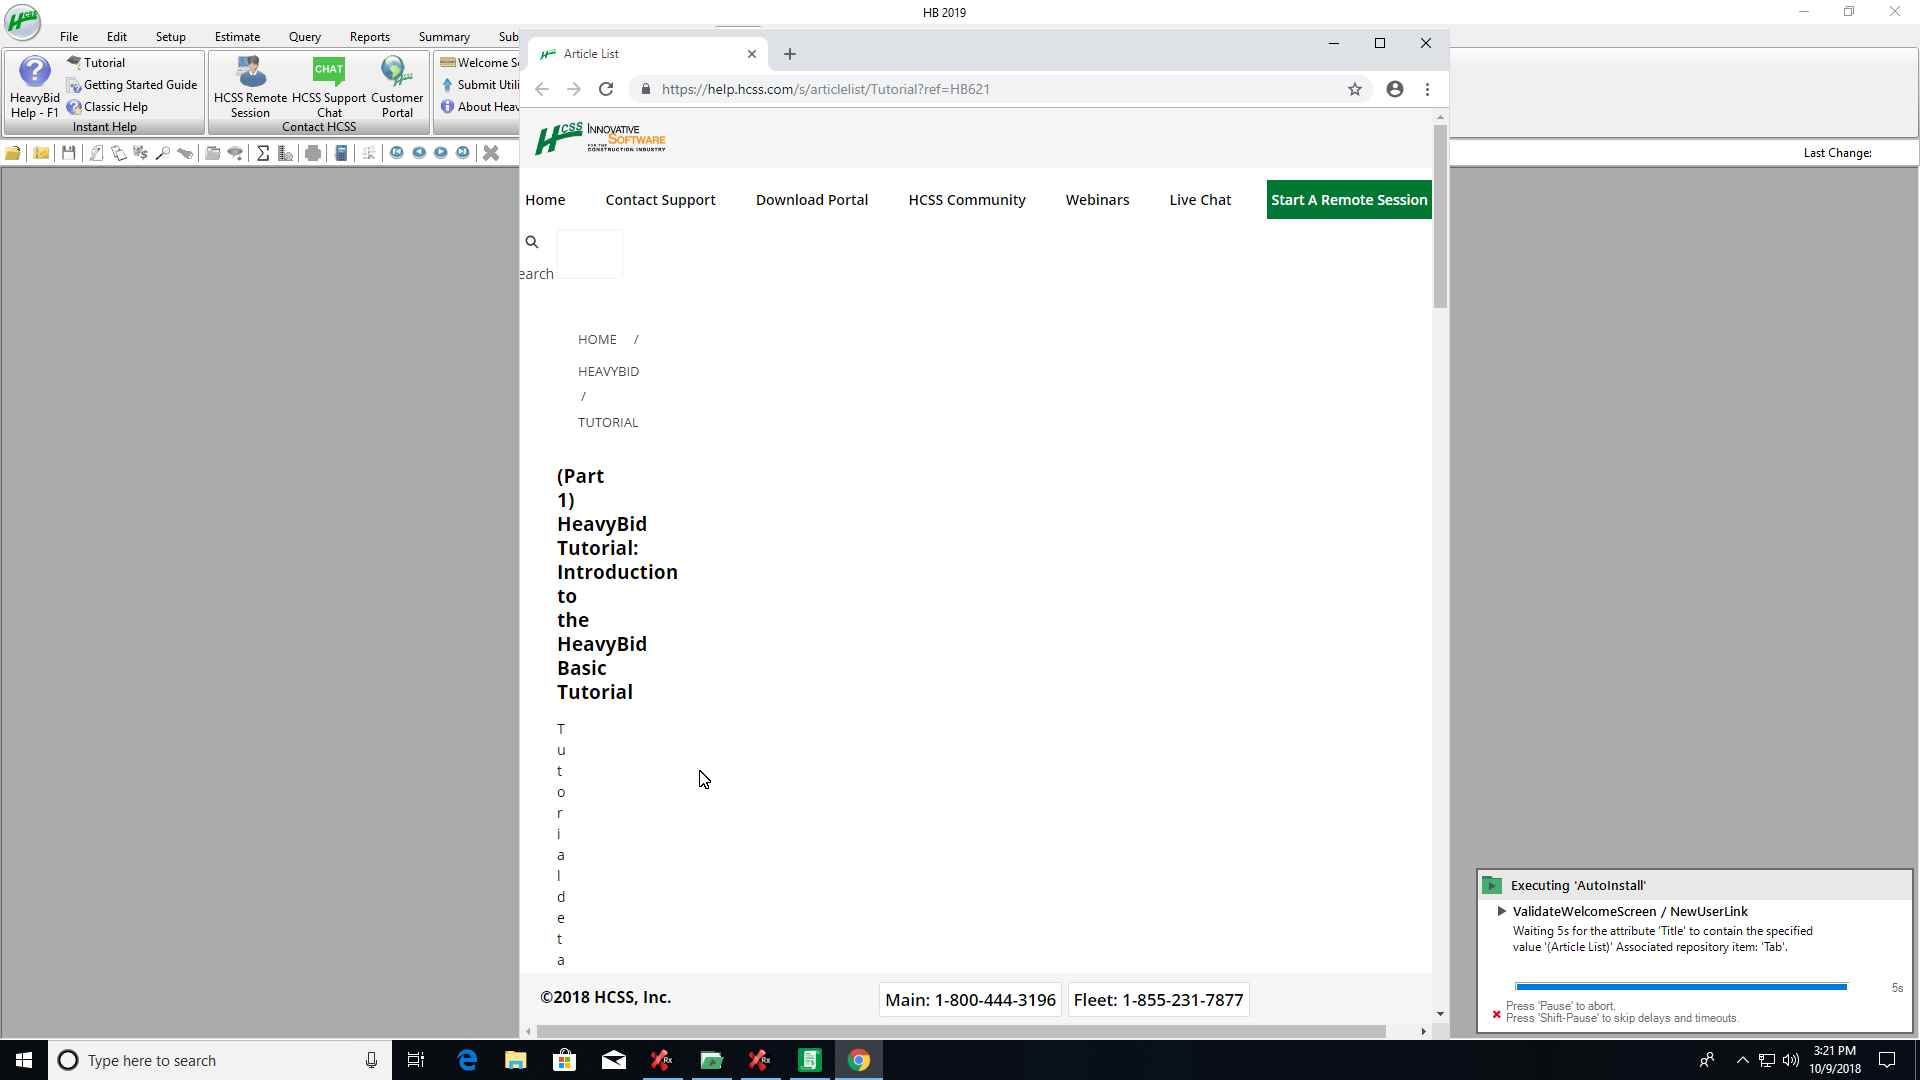 HB 2019
File Edit Setup Estimate Query Reports Summary Sub
HeavyBid Help - F1
Tutorial
Getting Started Guide
Classic Help
Instant Help
HCSS Remote Session
CHAT
HCSS Support Chat
Customer Portal
Contact HCSS
Welcome S
Submit Utili
About Heav
Last Change:
Article List
https://help.hcss.com/s/articlelist/Tutorial?ref=HB621
HCSS INNOVATIVE
SOFTWARE
FOR THE
CONSTRUCTION INDUSTRY
Home Contact Support Download Portal HCSS Community Webinars Live Chat Start A Remote Session
earch
HOME /
HEAVYBID
/
TUTORIAL
(Part
1)
HeavyBid
Tutorial:
Introduction
to
the
HeavyBid
Basic
Tutorial
T
u
t
o
r
i
a
l
d
e
t
a
©2018 HCSS, Inc. Main: 1-800-444-3196 Fleet: 1-855-231-7877
Executing 'AutoInstall'
ValidateWelcomeScreen / NewUserLink
Waiting 5s for the attribute 'Title' to contain the specified
value '(Article List)' Associated repository item: 'Tab'.
5s
Press 'Pause' to abort.
Press 'Shift-Pause' to skip delays and timeouts.
Type here to search
3:21 PM
10/9/2018